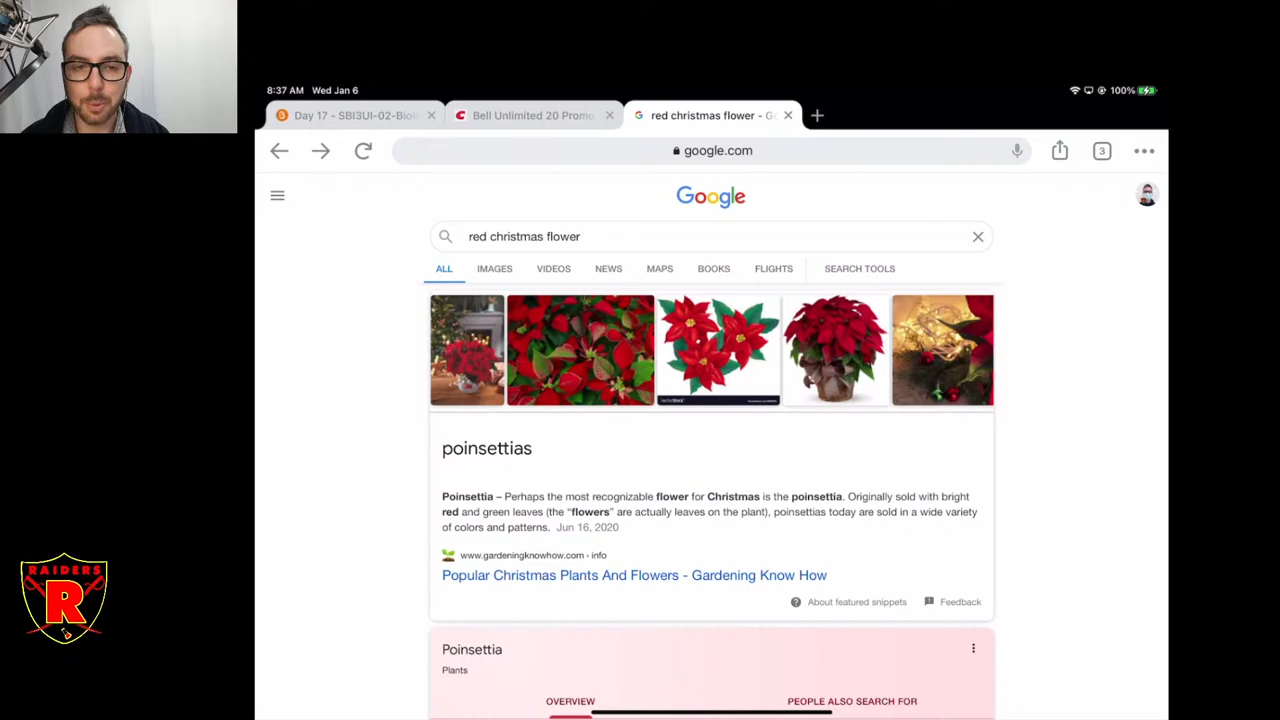 8:37 AM Wed Jan 6
100%
Day 17 - SBI3UI-02-Biol
Bell Unlimited 20 Promo
red christmas flower - Go
google.com
3
Google
red christmas flower
ALL IMAGES VIDEOS NEWS MAPS BOOKS FLIGHTS SEARCH TOOLS
poinsettias
Poinsettia – Perhaps the most recognizable flower for Christmas is the poinsettia. Originally sold with bright
red and green leaves (the “flowers” are actually leaves on the plant), poinsettias today are sold in a wide variety
of colors and patterns. Jun 16, 2020
www.gardeningknowhow.com › info
Popular Christmas Plants And Flowers - Gardening Know How
About featured snippets Feedback
Poinsettia
Plants
OVERVIEW PEOPLE ALSO SEARCH FOR
RAIDERS
R